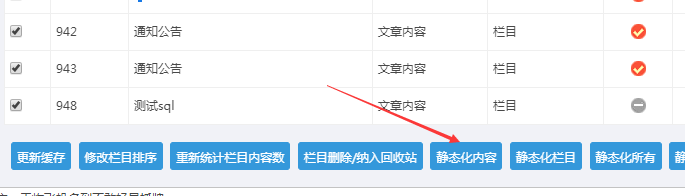 942 通知公告 文章内容 栏目
943 通知公告 文章内容 栏目
948 测试sql 文章内容 栏目
更新缓存 修改栏目排序 重新统计栏目内容数 栏目删除/纳入回收站 静态化内容 静态化栏目 静态化所有 静